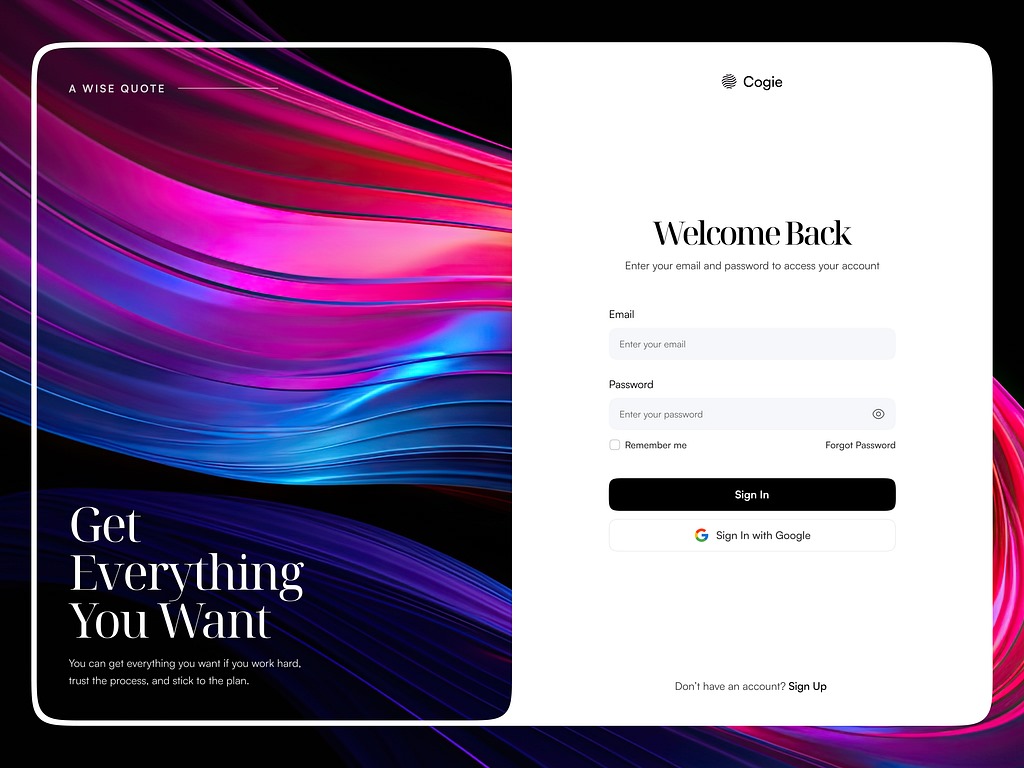 A WISE QUOTE
Get
Everything
You Want
You can get everything you want if you work hard,
trust the process, and stick to the plan.
Cogie
Welcome Back
Enter your email and password to access your account
Email
Enter your email
Password
Enter your password
Remember me
Forgot Password
Sign In
Sign In with Google
Don't have an account? Sign Up